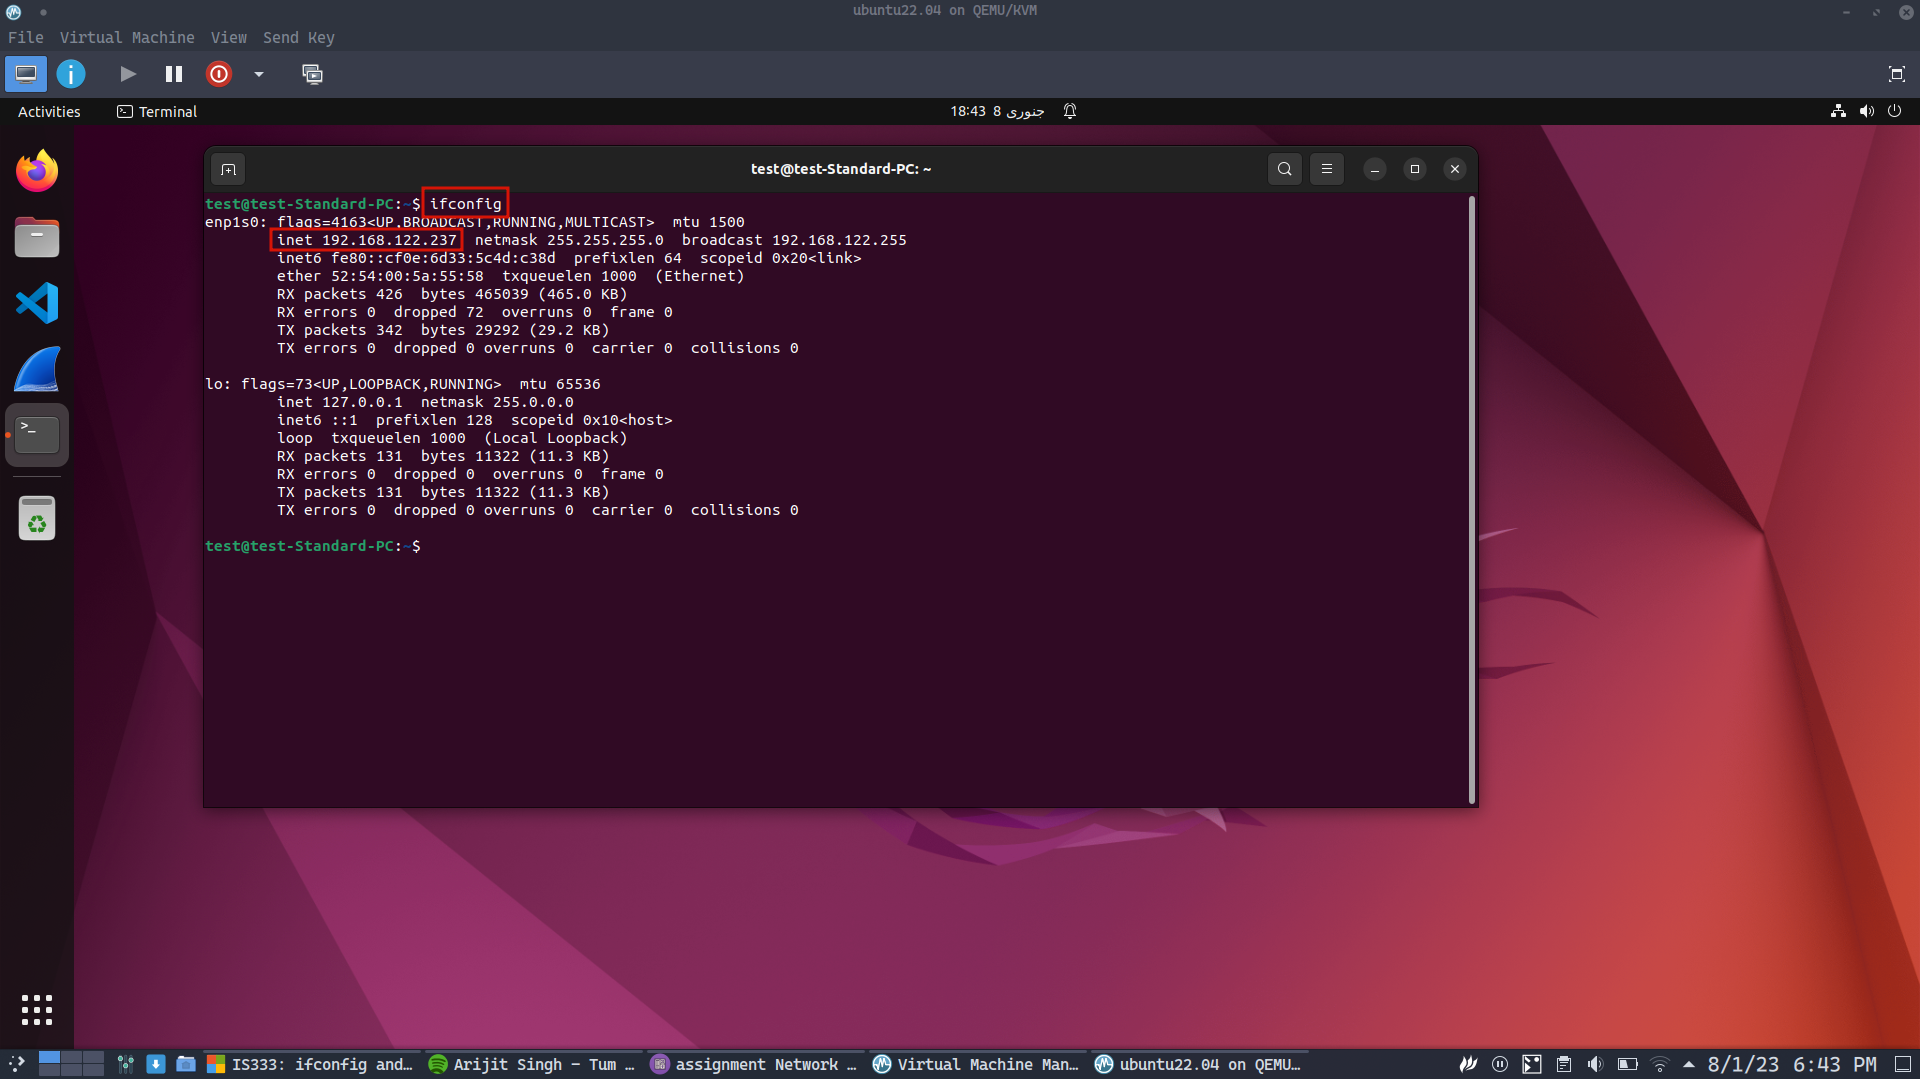 ubuntu22.04 on QEMU/KVM
File Virtual Machine View Send Key
Activities Terminal 18:43 8 جنوری
test@test-Standard-PC: ~
test@test-Standard-PC:~$ ifconfig
enp1s0: flags=4163<UP,BROADCAST,RUNNING,MULTICAST>  mtu 1500
        inet 192.168.122.237  netmask 255.255.255.0  broadcast 192.168.122.255
        inet6 fe80::cf0e:6d33:5c4d:c38d  prefixlen 64  scopeid 0x20<link>
        ether 52:54:00:5a:55:58  txqueuelen 1000  (Ethernet)
        RX packets 426  bytes 465039 (465.0 KB)
        RX errors 0  dropped 72  overruns 0  frame 0
        TX packets 342  bytes 29292 (29.2 KB)
        TX errors 0  dropped 0 overruns 0  carrier 0  collisions 0
lo: flags=73<UP,LOOPBACK,RUNNING>  mtu 65536
        inet 127.0.0.1  netmask 255.0.0.0
        inet6 ::1  prefixlen 128  scopeid 0x10<host>
        loop  txqueuelen 1000  (Local Loopback)
        RX packets 131  bytes 11322 (11.3 KB)
        RX errors 0  dropped 0  overruns 0  frame 0
        TX packets 131  bytes 11322 (11.3 KB)
        TX errors 0  dropped 0 overruns 0  carrier 0  collisions 0
test@test-Standard-PC:~$
IS333: ifconfig and… Arijit Singh – Tum … assignment Network … Virtual Machine Man… ubuntu22.04 on QEMU… 8/1/23 6:43 PM